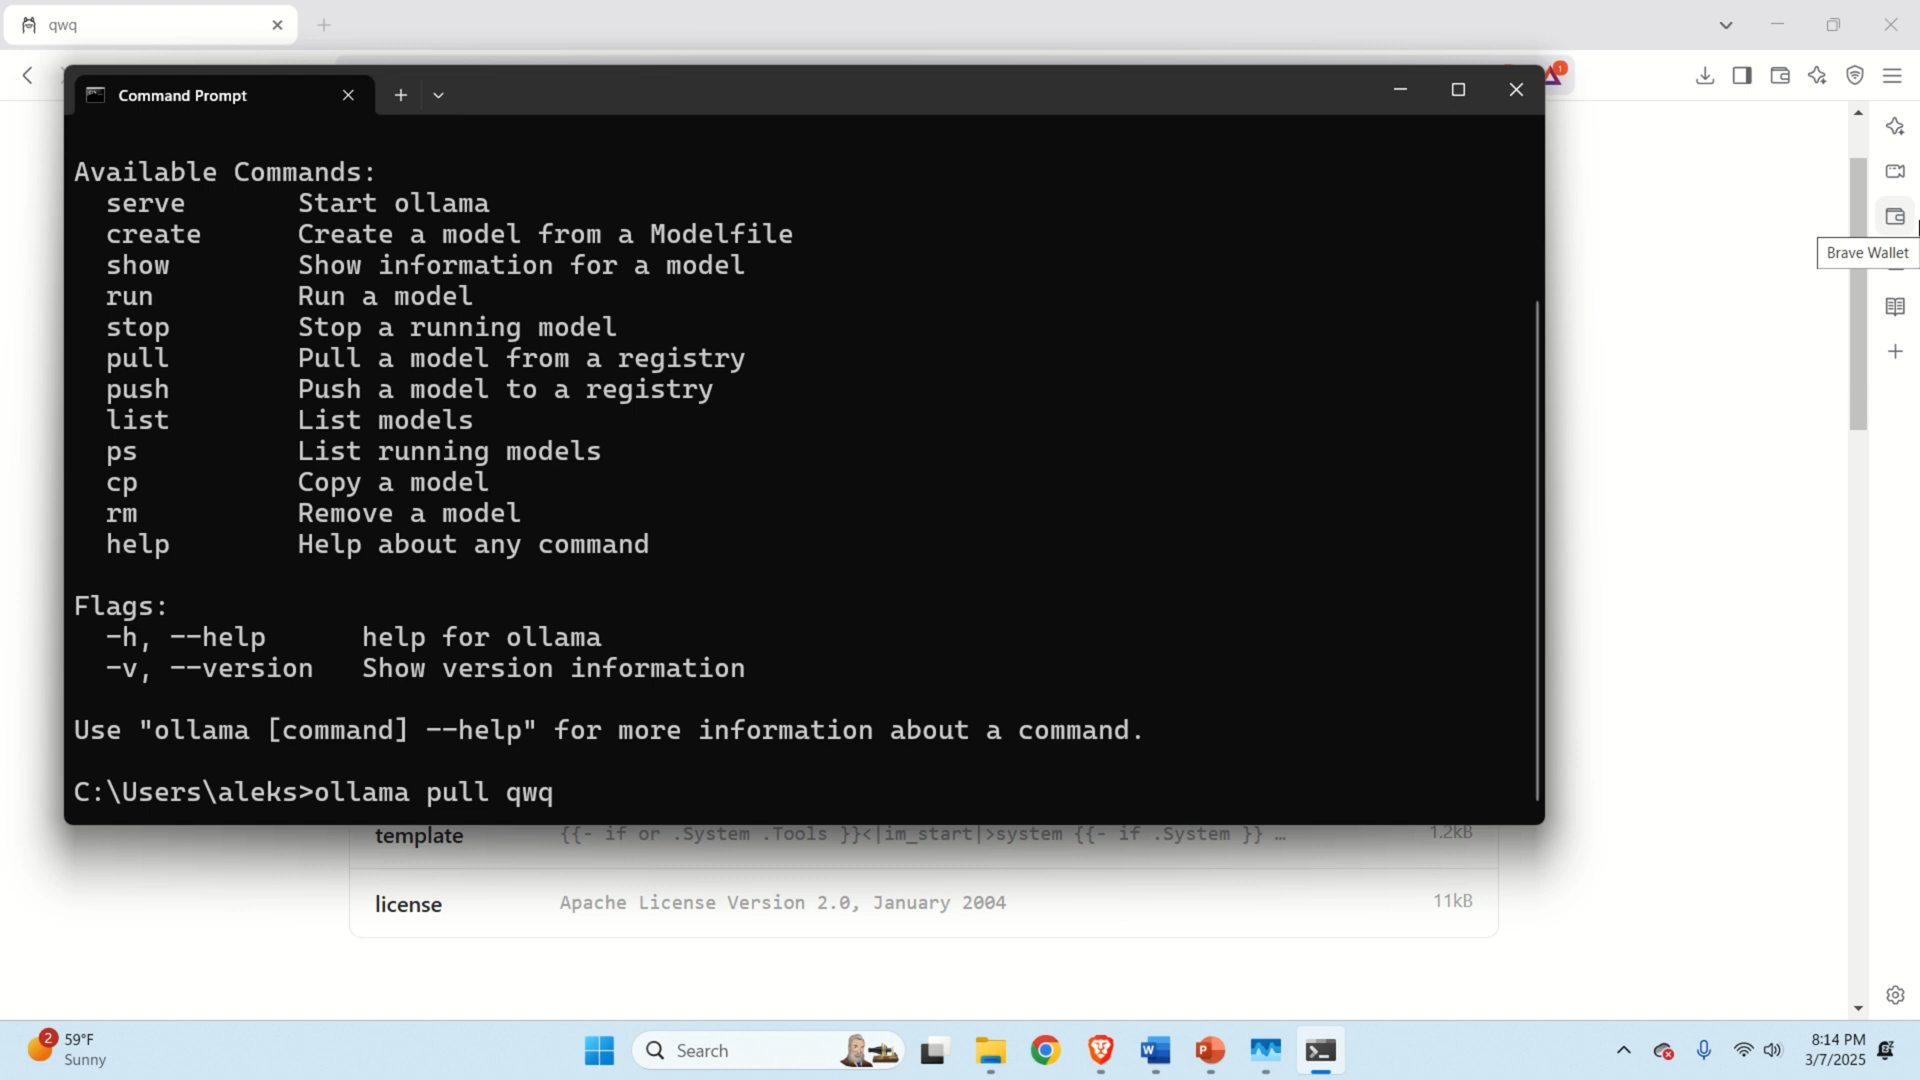 qwq
Command Prompt
1
Available Commands:
serve Start ollama
create Create a model from a Modelfile
show Show information for a model
run Run a model
stop Stop a running model
pull Pull a model from a registry
push Push a model to a registry
list List models
ps List running models
cp Copy a model
rm Remove a model
help Help about any command
Flags:
-h, --help help for ollama
-v, --version Show version information
Use "ollama [command] --help" for more information about a command.
C:\Users\aleks>ollama pull qwq
Brave Wallet
template {{- if or .System .Tools }}<|im_start|>system {{- if .System }} … 1.2kB
license Apache License Version 2.0, January 2004 11kB
2
59°F
Sunny
Search
8:14 PM
3/7/2025